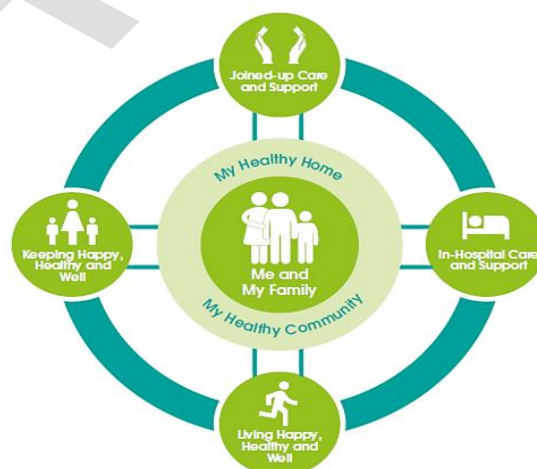 Joined-up Care
and Support
My Healthy Home
Keeping Happy,
Healthy and
Well
Me and
My Family
In-Hospital Care
and Support
My Healthy Community
Living Happy,
Healthy and
Well